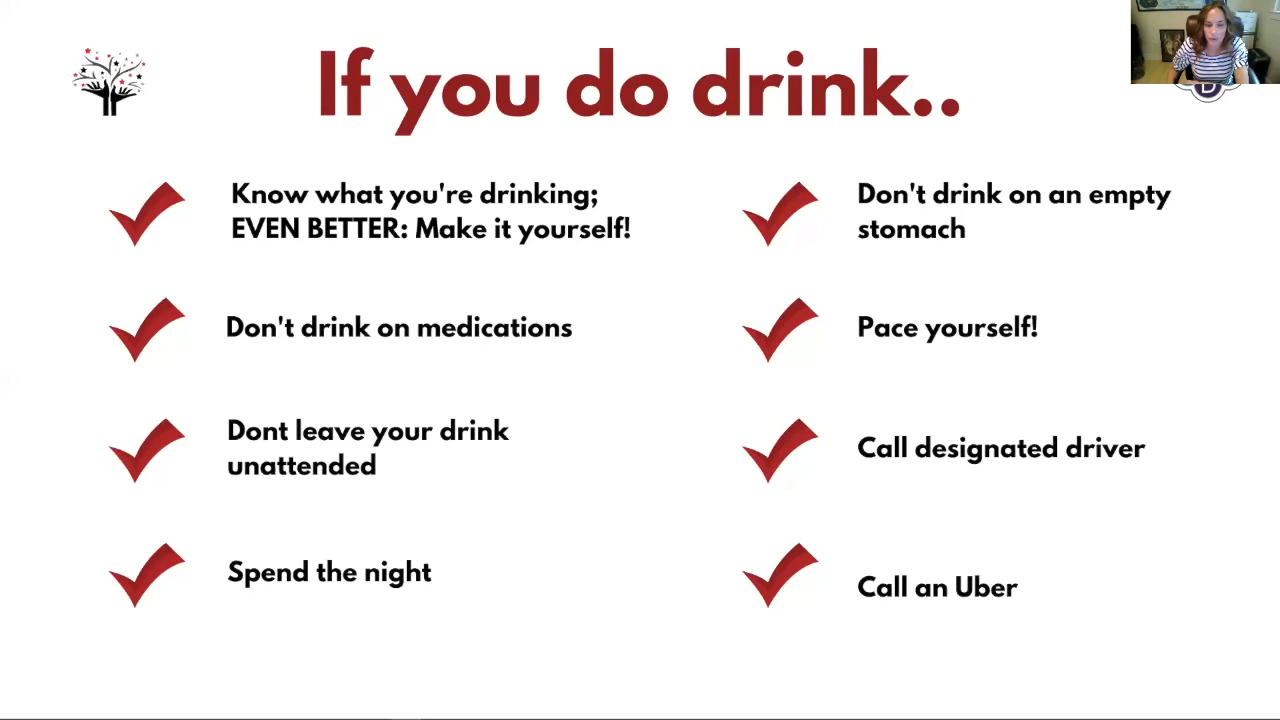 If you do drink..
Know what you're drinking;
EVEN BETTER: Make it yourself!
Don't drink on medications
Dont leave your drink
unattended
Spend the night
Don't drink on an empty
stomach
Pace yourself!
Call designated driver
Call an Uber